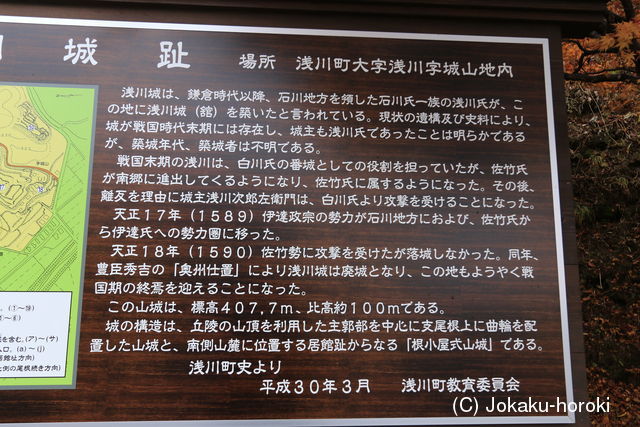 城 趾 場所 浅川町大字浅川字城山地内
浅川城は、鎌倉時代以降、石川地方を領した石川氏一族の浅川氏が、こ
の地に浅川城(舘)を築いたと言われている。現状の遺構及び史料により、
城が戦国時代末期には存在し、城主も浅川氏であったことは明らかである
が、築城年代、築城者は不明である。
戦国末期の浅川は、白川氏の番城としての役割を担っていたが、佐竹氏
が南郷に進出してくるようになり、佐竹氏に属するようになった。その後、
離反を理由に城主浅川次郎左衛門は、白川氏より攻撃を受けることになった。
天正17年(1589)伊達政宗の勢力が石川地方におよび、佐竹氏か
ら伊達氏への勢力圏に移った。
天正18年(1590)佐竹勢に攻撃を受けたが落城しなかった。同年、
豊臣秀吉の「奥州仕置」により浅川城は廃城となり、この地もようやく戦
国期の終焉を迎えることになった。
この山城は、標高407,7m、比高約100mである。
城の構造は、丘陵の山頂を利用した主郭部を中心に支尾根上に曲輪を配
置した山城と、南側山麓に位置する居館趾からなる「根小屋式山城」である。
浅川町史より
平成30年3月 浅川町教育委員会
(①〜⑱)
を含む。(ア)〜(サ)
口。(a)〜(j)
居館址方向)
側の尾根続き方向)
(C) Jokaku-horoki